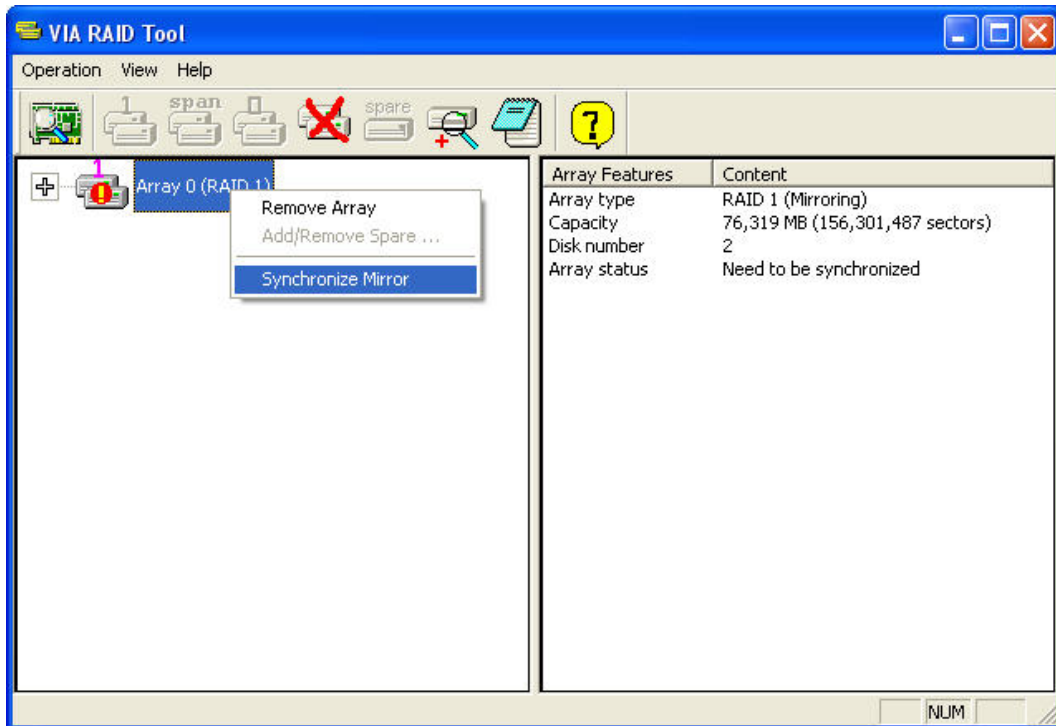 VIA RAID Tool
Operation View Help
1 span spare ?
1
Array 0 (RAID 1)
Remove Array
Add/Remove Spare ...
Synchronize Mirror
Array Features Content
Array type RAID 1 (Mirroring)
Capacity 76,319 MB (156,301,487 sectors)
Disk number 2
Array status Need to be synchronized
NUM